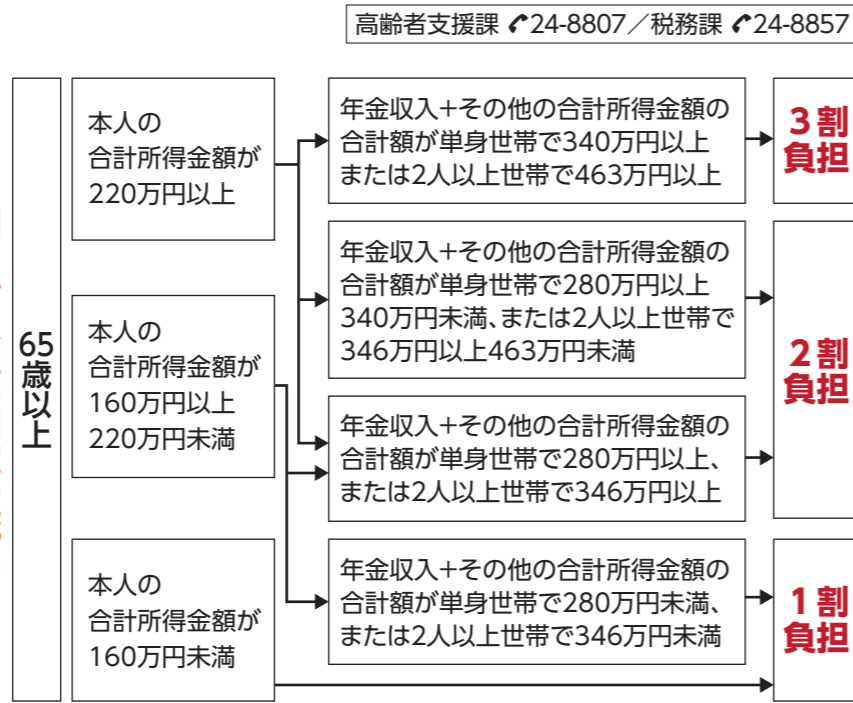 高齢者支援課 ✆24-8807／税務課 ✆24-8857
65歳以上
本人の
合計所得金額が
220万円以上
年金収入+その他の合計所得金額の
合計額が単身世帯で340万円以上
または2人以上世帯で463万円以上
3割
負担
年金収入+その他の合計所得金額の
合計額が単身世帯で280万円以上
340万円未満、または2人以上世帯で
346万円以上463万円未満
本人の
合計所得金額が
160万円以上
220万円未満
2割
負担
年金収入+その他の合計所得金額の
合計額が単身世帯で280万円以上、
または2人以上世帯で346万円以上
本人の
合計所得金額が
160万円未満
年金収入+その他の合計所得金額の
合計額が単身世帯で280万円未満、
または2人以上世帯で346万円未満
1割
負担